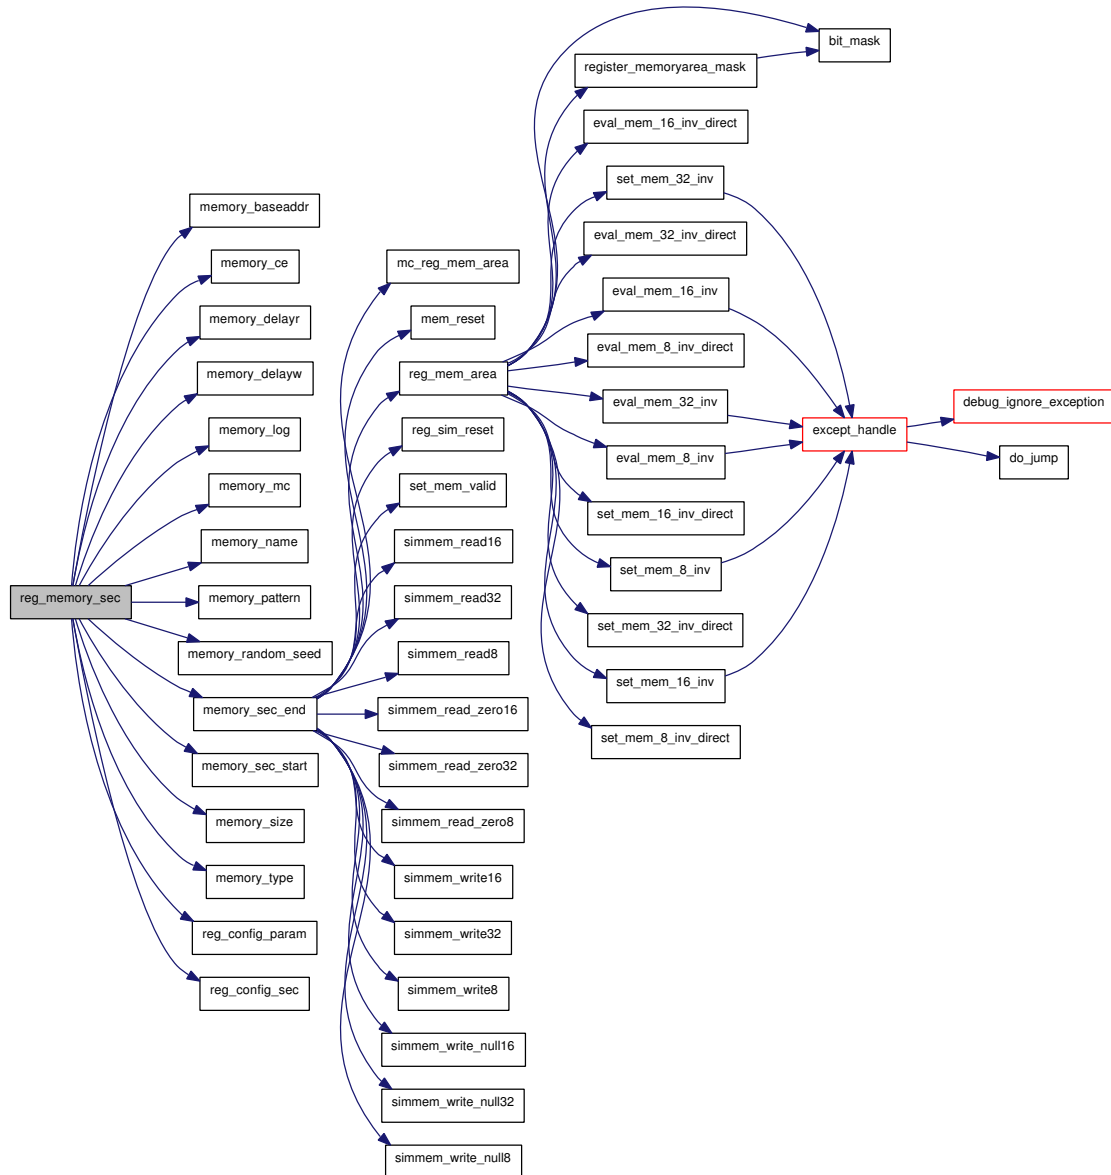 reg_memory_sec
memory_baseaddr
memory_ce
memory_delayr
memory_delayw
memory_log
memory_mc
memory_name
memory_pattern
memory_random_seed
memory_sec_end
memory_sec_start
memory_size
memory_type
reg_config_param
reg_config_sec
mc_reg_mem_area
mem_reset
reg_mem_area
reg_sim_reset
set_mem_valid
simmem_read16
simmem_read32
simmem_read8
simmem_read_zero16
simmem_read_zero32
simmem_read_zero8
simmem_write16
simmem_write32
simmem_write8
simmem_write_null16
simmem_write_null32
simmem_write_null8
register_memoryarea_mask
eval_mem_16_inv_direct
set_mem_32_inv
eval_mem_32_inv_direct
eval_mem_16_inv
eval_mem_8_inv_direct
eval_mem_32_inv
eval_mem_8_inv
set_mem_16_inv_direct
set_mem_8_inv
set_mem_32_inv_direct
set_mem_16_inv
set_mem_8_inv_direct
bit_mask
except_handle
debug_ignore_exception
do_jump